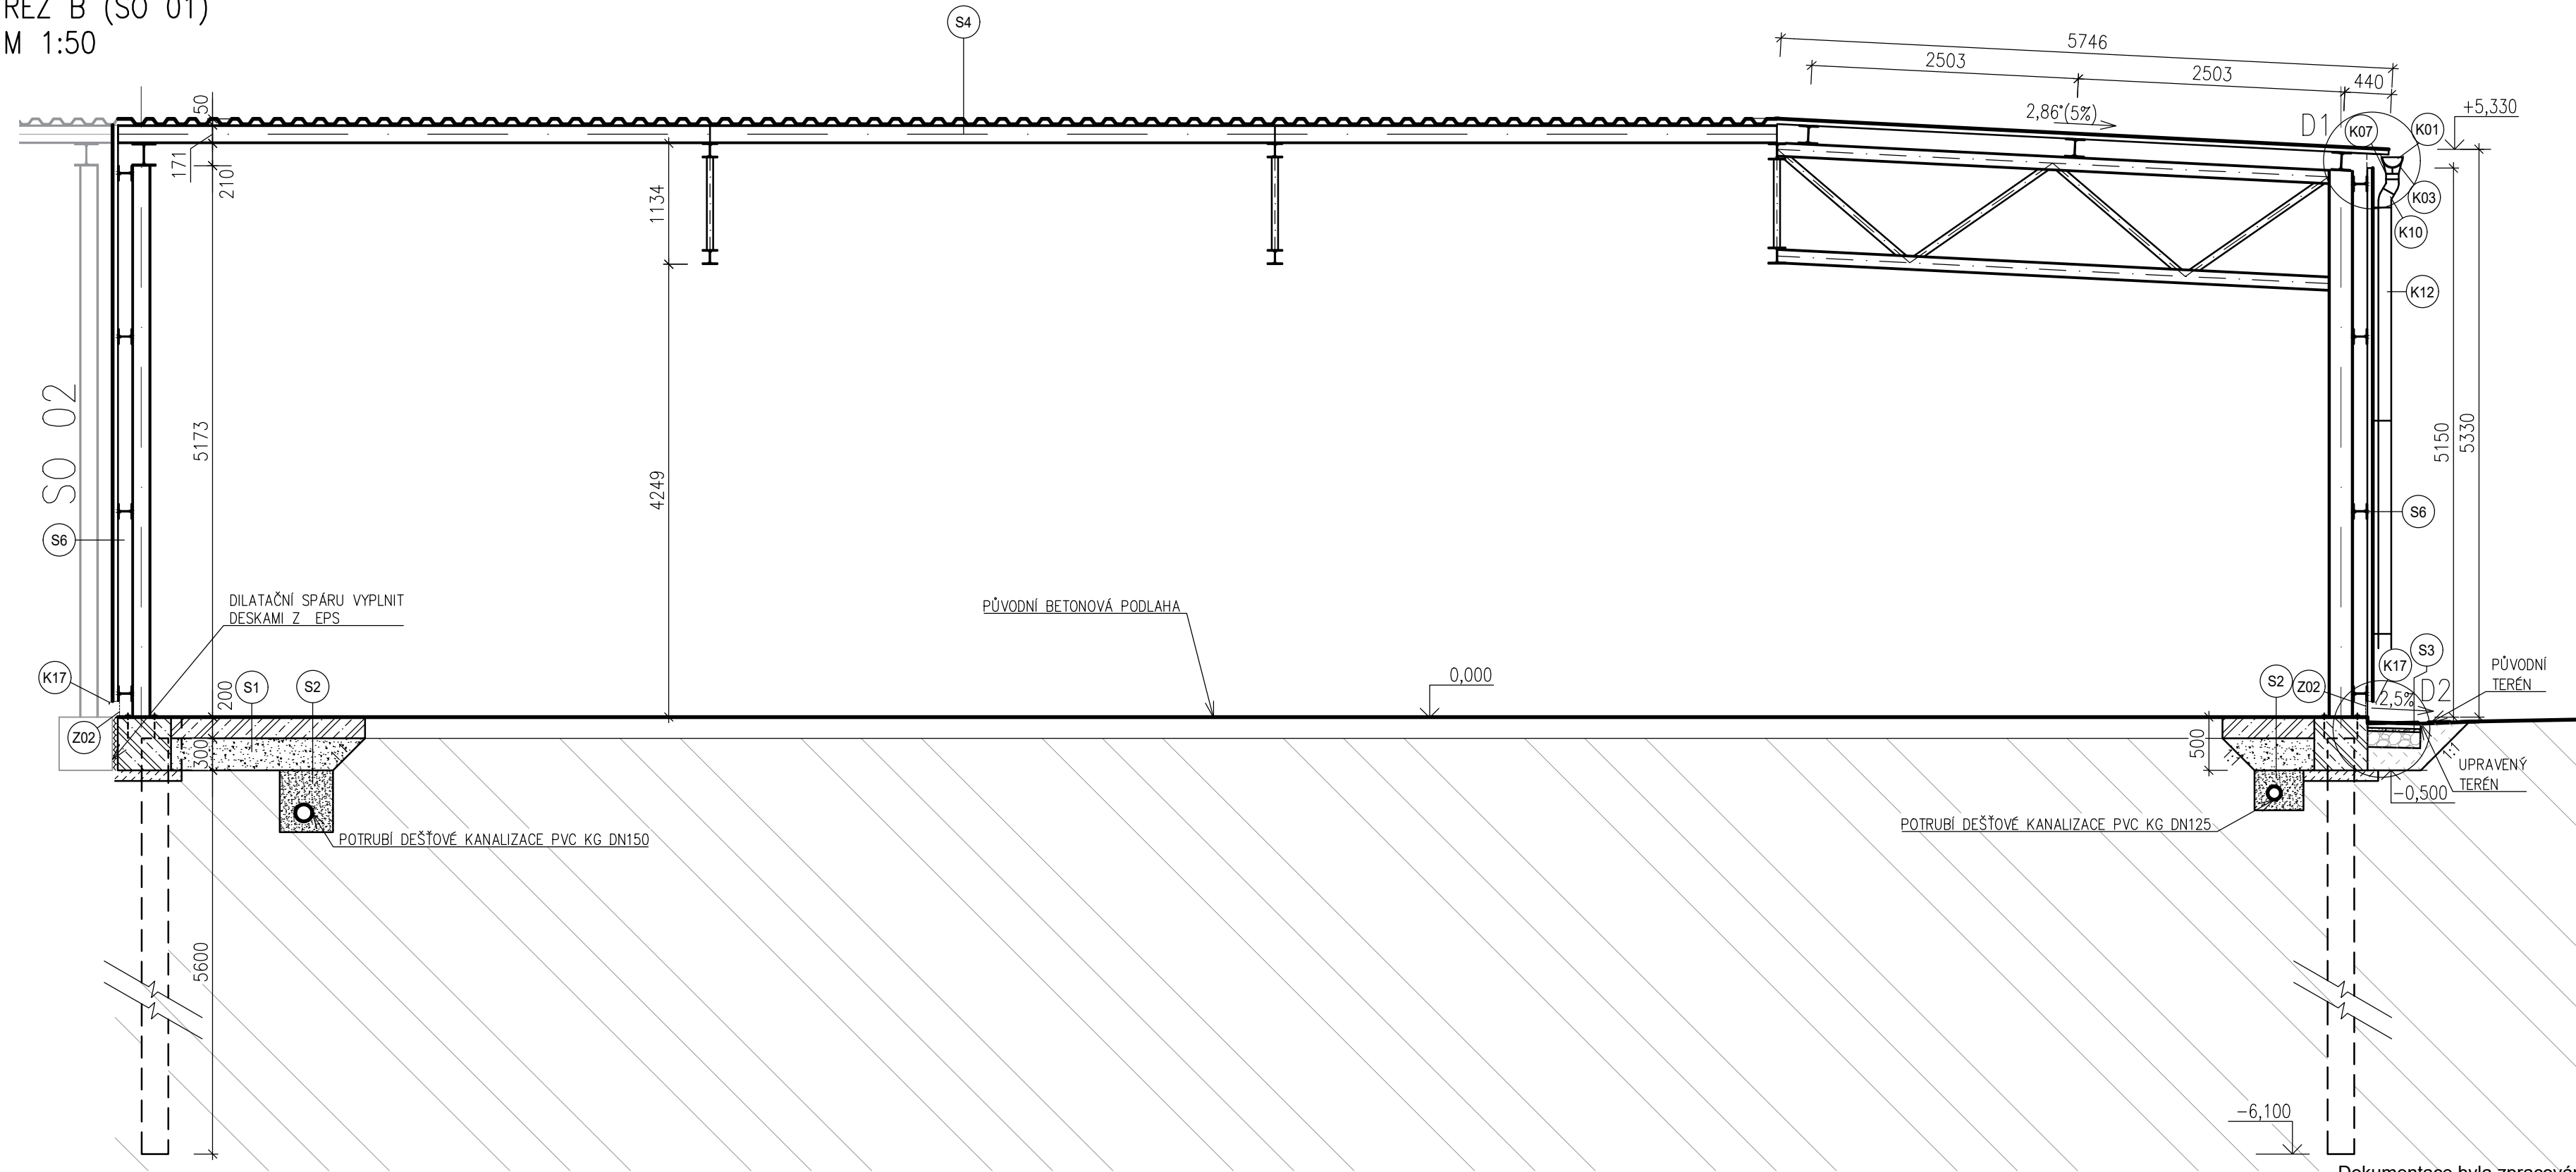 ŘEZ B (SO 01)
M 1:50
S4
5746
2503
2503
440
+5,330
2,86°(5%)
D1
K07
K01
K03
K10
K12
50
171
210
1134
SO 02
5173
4249
5150
5330
S6
S6
DILATAČNÍ SPÁRU VYPLNIT
DESKAMI Z EPS
PŮVODNÍ BETONOVÁ PODLAHA
0,000
K17
Z02
200
S1
S2
300
S2
Z02
K17
S3
2,5%
D2
PŮVODNÍ
TERÉN
500
UPRAVENÝ
TERÉN
-0,500
POTRUBÍ DEŠŤOVÉ KANALIZACE PVC KG DN150
POTRUBÍ DEŠŤOVÉ KANALIZACE PVC KG DN125
5600
-6,100